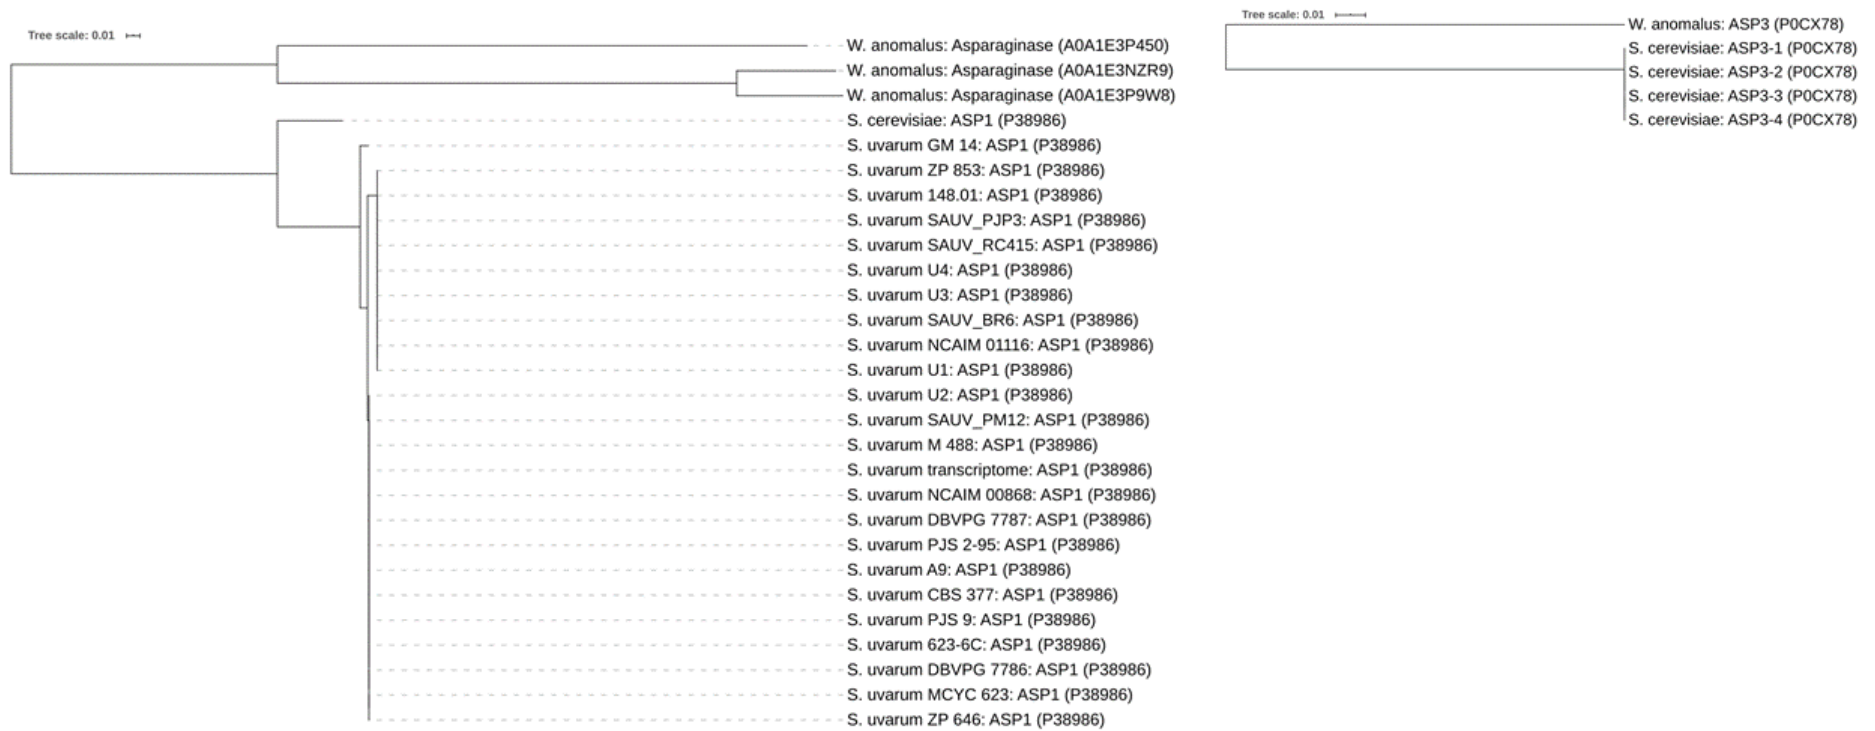 Tree scale: 0.01
W. anomalus: Asparaginase (A0A1E3P450)
W. anomalus: Asparaginase (A0A1E3NZR9)
W. anomalus: Asparaginase (A0A1E3P9W8)
S. cerevisiae: ASP1 (P38986)
S. uvarum GM 14: ASP1 (P38986)
S. uvarum ZP 853: ASP1 (P38986)
S. uvarum 148.01: ASP1 (P38986)
S. uvarum SAUV_PJP3: ASP1 (P38986)
S. uvarum SAUV_RC415: ASP1 (P38986)
S. uvarum U4: ASP1 (P38986)
S. uvarum U3: ASP1 (P38986)
S. uvarum SAUV_BR6: ASP1 (P38986)
S. uvarum NCAIM 01116: ASP1 (P38986)
S. uvarum U1: ASP1 (P38986)
S. uvarum U2: ASP1 (P38986)
S. uvarum SAUV_PM12: ASP1 (P38986)
S. uvarum M 488: ASP1 (P38986)
S. uvarum transcriptome: ASP1 (P38986)
S. uvarum NCAIM 00868: ASP1 (P38986)
S. uvarum DBVPG 7787: ASP1 (P38986)
S. uvarum PJS 2-95: ASP1 (P38986)
S. uvarum A9: ASP1 (P38986)
S. uvarum CBS 377: ASP1 (P38986)
S. uvarum PJS 9: ASP1 (P38986)
S. uvarum 623-6C: ASP1 (P38986)
S. uvarum DBVPG 7786: ASP1 (P38986)
S. uvarum MCYC 623: ASP1 (P38986)
S. uvarum ZP 646: ASP1 (P38986)
Tree scale: 0.01
W. anomalus: ASP3 (P0CX78)
S. cerevisiae: ASP3-1 (P0CX78)
S. cerevisiae: ASP3-2 (P0CX78)
S. cerevisiae: ASP3-3 (P0CX78)
S. cerevisiae: ASP3-4 (P0CX78)